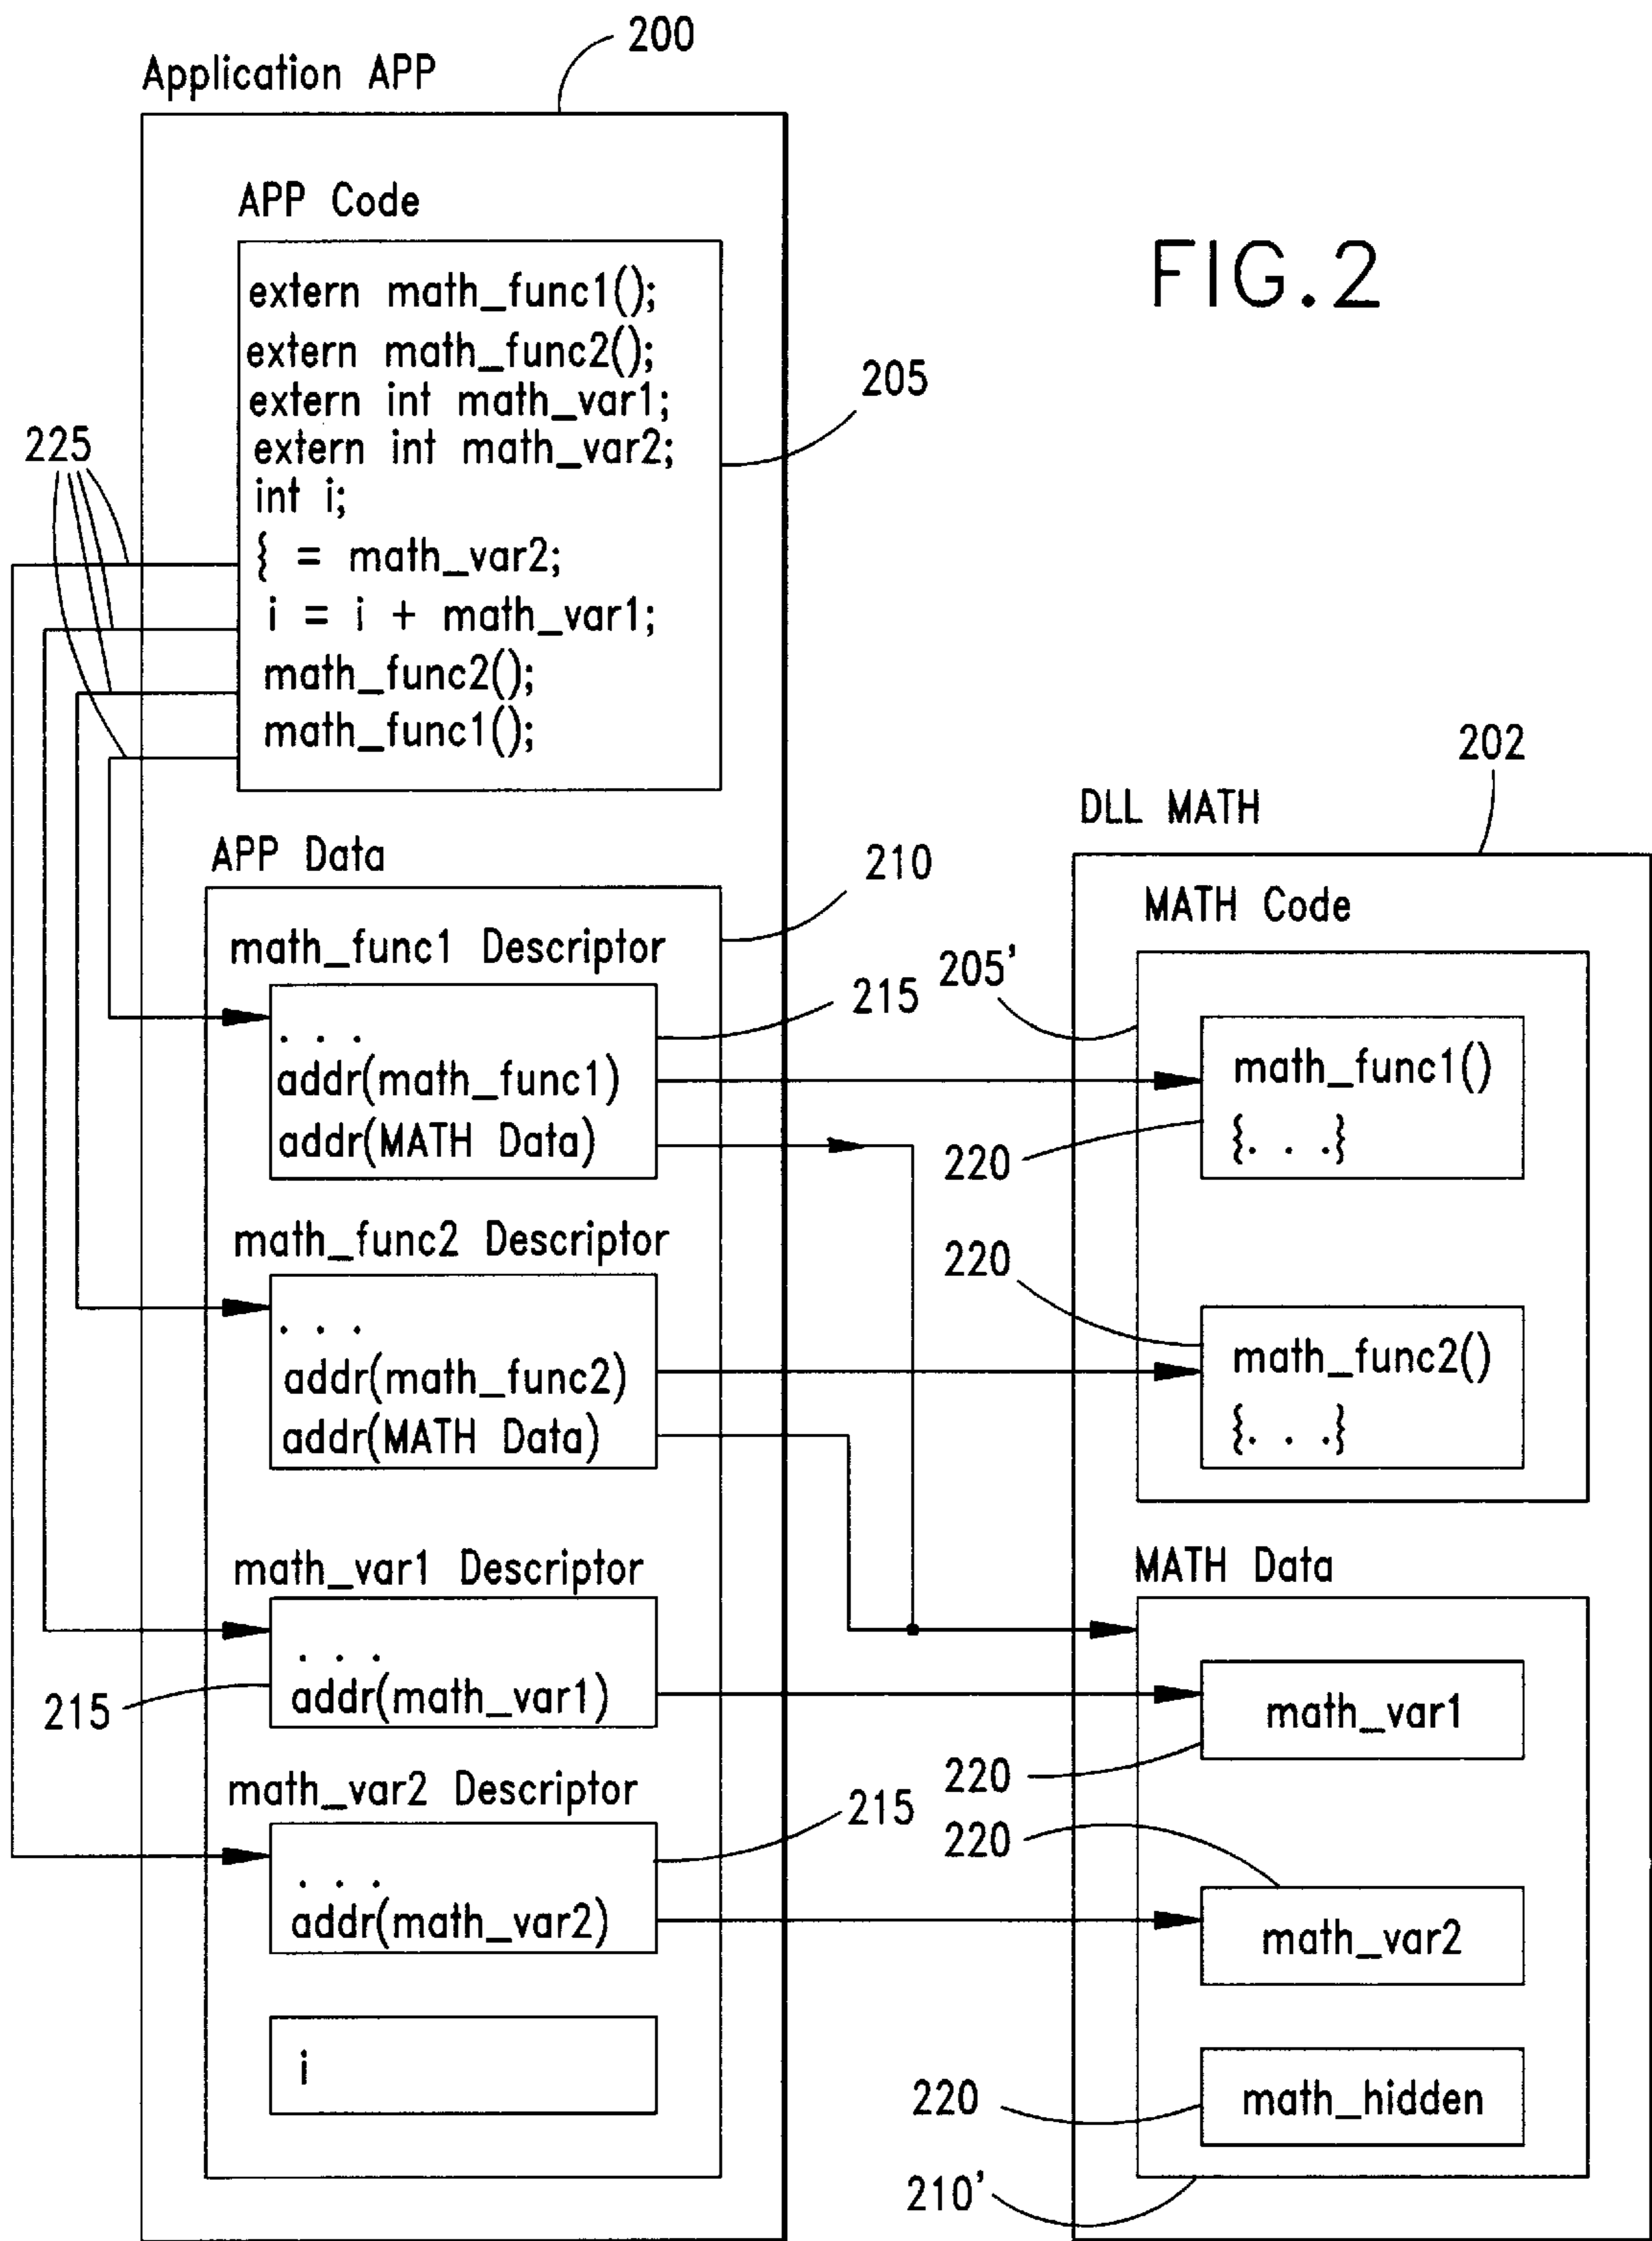 200
Application APP
FIG.2
APP Code
extern math_func1();
extern math_func2();
extern int math_var1;
extern int math_var2;
int i;
{ = math_var2;
i = i + math_var1;
math_func2();
math_func1();
205
225
APP Data
210
math_func1 Descriptor
215
. . .
addr(math_func1)
addr(MATH Data)
math_func2 Descriptor
. . .
addr(math_func2)
addr(MATH Data)
math_var1 Descriptor
. . .
addr(math_var1)
215
math_var2 Descriptor
215
. . .
addr(math_var2)
i
202
DLL MATH
MATH Code
205'
math_func1()
{. . .}
220
220
math_func2()
{. . .}
MATH Data
math_var1
220
220
math_var2
220
math_hidden
210'